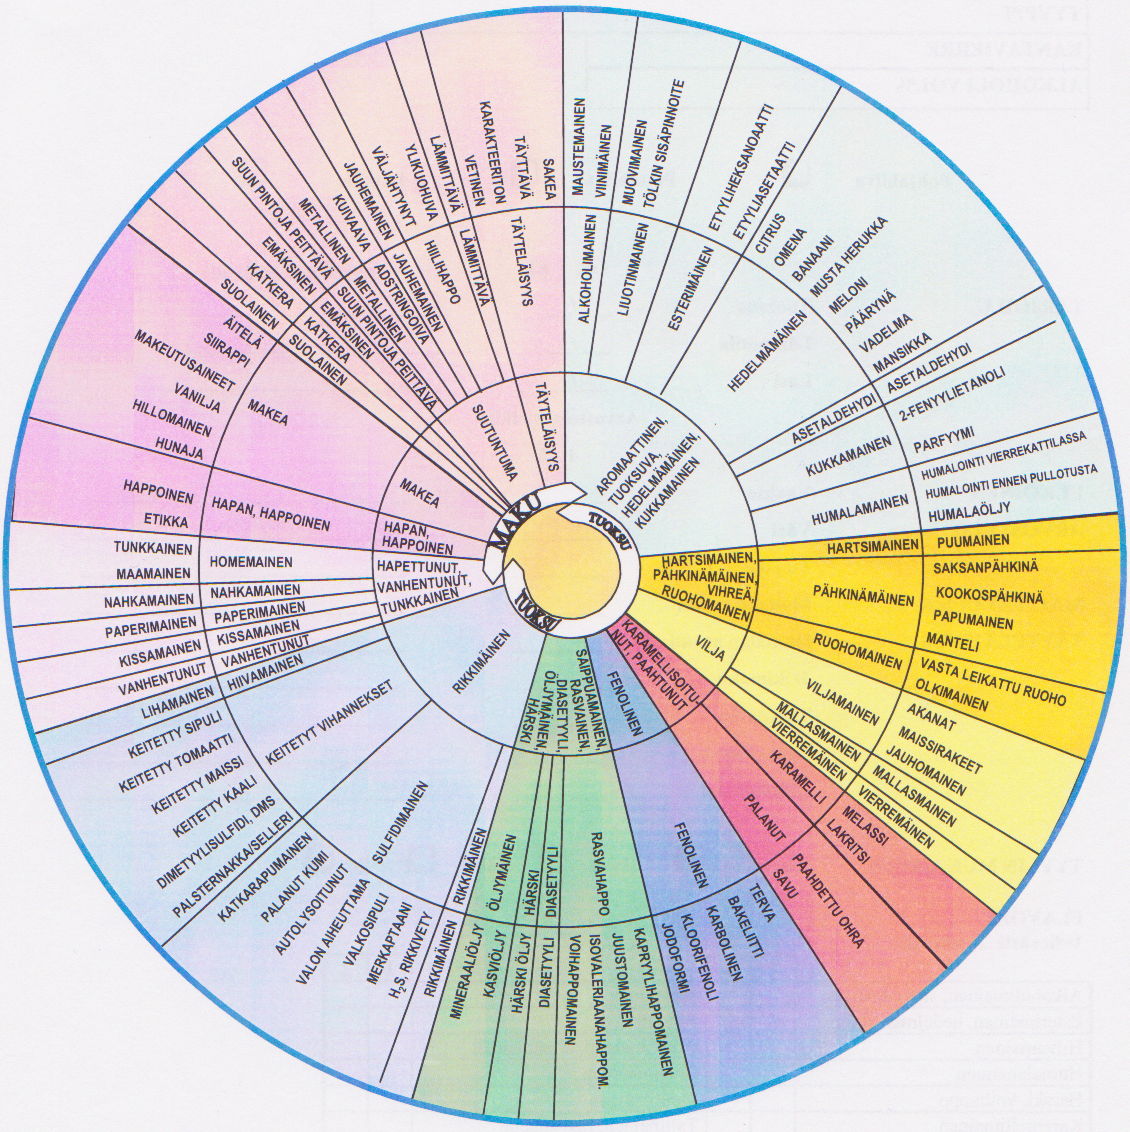 MAKU
TUOKSU
TUOKSU
AROMAATTINEN,
TUOKSUVA,
HEDELMÄMÄINEN,
KUKKAMAINEN
ALKOHOLIMAINEN
MAUSTEMAINEN
VIINIMÄINEN
LIUOTINMAINEN
MUOVIMAINEN
TÖLKIN SISÄPINNOITE
ESTERIMÄINEN
ETYYLIHEKSANOAATTI
ETYYLIASETAATTI
HEDELMÄMÄINEN
CITRUS
OMENA
BANAANI
MUSTA HERUKKA
MELONI
PÄÄRYNÄ
VADELMA
MANSIKKA
ASETALDEHYDI
ASETALDEHYDI
KUKKAMAINEN
2-FENYYLIETANOLI
PARFYYMI
HUMALAMAINEN
HUMALOINTI VIERREKATTILASSA
HUMALOINTI ENNEN PULLOTUSTA
HUMALAÖLJY
HARTSIMAINEN,
PÄHKINÄMÄINEN,
VIHREÄ,
RUOHOMAINEN
HARTSIMAINEN
PUUMAINEN
PÄHKINÄMÄINEN
SAKSANPÄHKINÄ
KOOKOSPÄHKINÄ
PAPUMAINEN
MANTELI
RUOHOMAINEN
VASTA LEIKATTU RUOHO
OLKIMAINEN
VILJA
VILJAMAINEN
AKANAT
MAISSIRAKEET
JAUHOMAINEN
MALLASMAINEN
MALLASMAINEN
VIERREMÄINEN
VIERREMÄINEN
KARAMELLISOITU-
NUT, PAAHTUNUT
KARAMELLI
MELASSI
LAKRITSI
PALANUT
PAAHDETTU OHRA
SAVU
FENOLINEN
FENOLINEN
TERVA
BAKELIITTI
KARBOLINEN
KLOORIFENOLI
JODOFORMI
SAIPPUAMAINEN,
RASVAINEN,
DIASETYYLI,
ÖLJYMÄINEN,
HÄRSKI
RASVAHAPPO
KAPRYYLIHAPPOMAINEN
JUUSTOMAINEN
ISOVALERIAANAHAPPOM.
VOIHAPPOMAINEN
DIASETYYLI
DIASETYYLI
HÄRSKI
HÄRSKI ÖLJY
ÖLJYMÄINEN
KASVIÖLJY
MINERAALIÖLJY
RIKKIMÄINEN
RIKKIMÄINEN
RIKKIMÄINEN
SULFIDIMAINEN
H₂S, RIKKIVETY
MERKAPTAANI
VALKOSIPULI
VALON AIHEUTTAMA
AUTOLYSOITUNUT
PALANUT KUMI
KATKARAPUMAINEN
KEITETYT VIHANNEKSET
PALSTERNAKKA/SELLERI
DIMETYYLISULFIDI, DMS
KEITETTY KAALI
KEITETTY MAISSI
KEITETTY TOMAATTI
KEITETTY SIPULI
HIIVAMAINEN
LIHAMAINEN
HAPETTUNUT,
VANHENTUNUT,
TUNKKAINEN
VANHENTUNUT
VANHENTUNUT
KISSAMAINEN
KISSAMAINEN
PAPERIMAINEN
PAPERIMAINEN
NAHKAMAINEN
NAHKAMAINEN
HOMEMAINEN
MAAMAINEN
TUNKKAINEN
HAPAN,
HAPPOINEN
HAPAN, HAPPOINEN
ETIKKA
HAPPOINEN
MAKEA
MAKEA
HUNAJA
HILLOMAINEN
VANILJA
MAKEUTUSAINEET
SIIRAPPI
ÄITELÄ
SUOLAINEN
SUOLAINEN
KATKERA
KATKERA
SUUTUNTUMA
EMÄKSINEN
EMÄKSINEN
SUUN PINTOJA PEITTÄVÄ
SUUN PINTOJA PEITTÄVÄ
METALLINEN
METALLINEN
ADSTRINGOIVA
KUIVAAVA
JAUHEMAINEN
JAUHEMAINEN
HIILIHAPPO
VÄLJÄHTYNYT
YLIKUOHUVA
LÄMMITTÄVÄ
LÄMMITTÄVÄ
TÄYTELÄISYYS
TÄYTELÄISYYS
VETINEN
KARAKTEERITON
TÄYTTÄVÄ
SAKEA